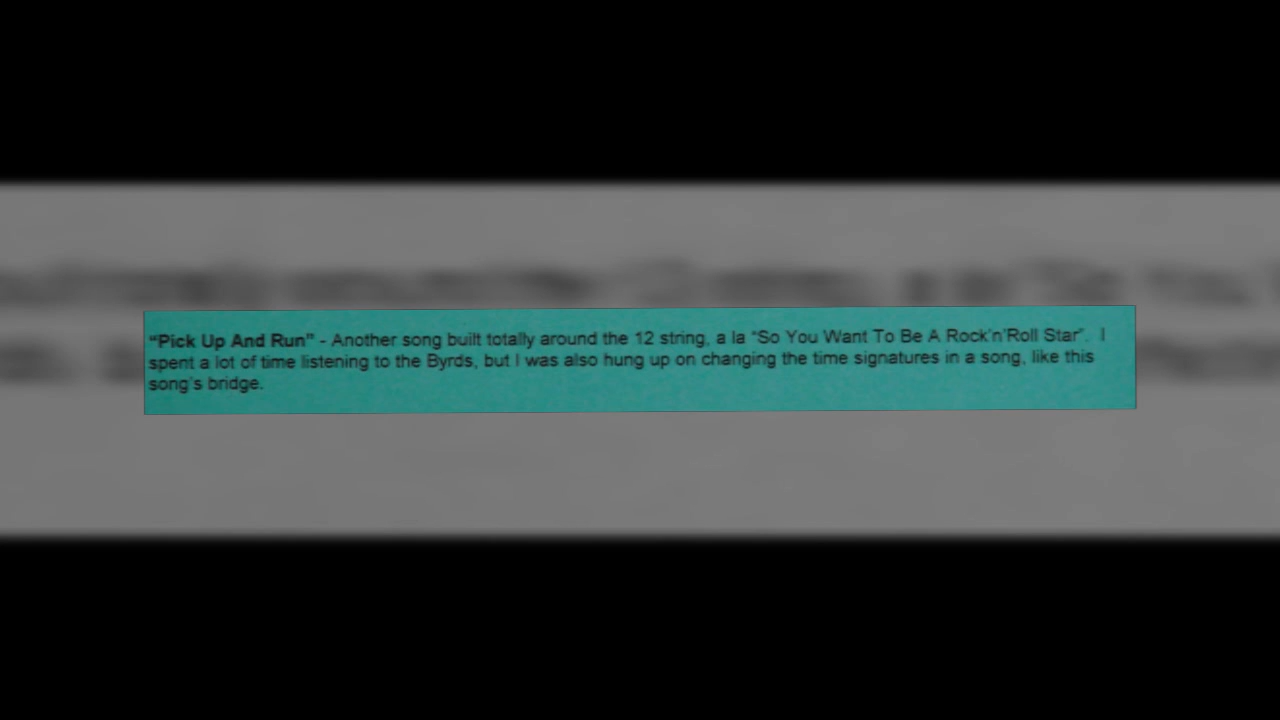 "Pick Up And Run" - Another song built totally around the 12 string, a la "So You Want To Be A Rock'n'Roll Star".  I
spent a lot of time listening to the Byrds, but I was also hung up on changing the time signatures in a song, like this
song's bridge.